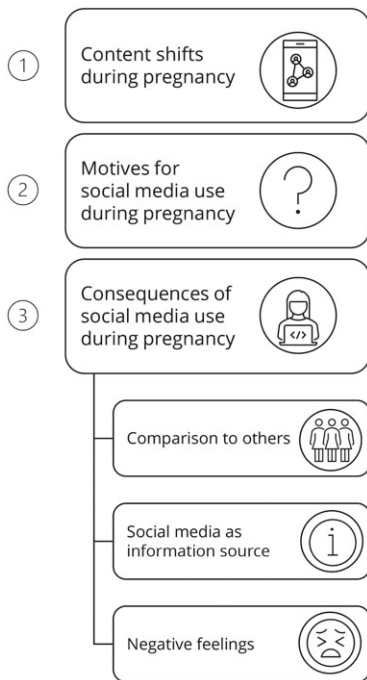 1
Content shifts
during pregnancy
2
Motives for
social media use
during pregnancy
?
3
Consequences of
social media use
during pregnancy
</>
Comparison to others
Social media as
information source
i
Negative feelings